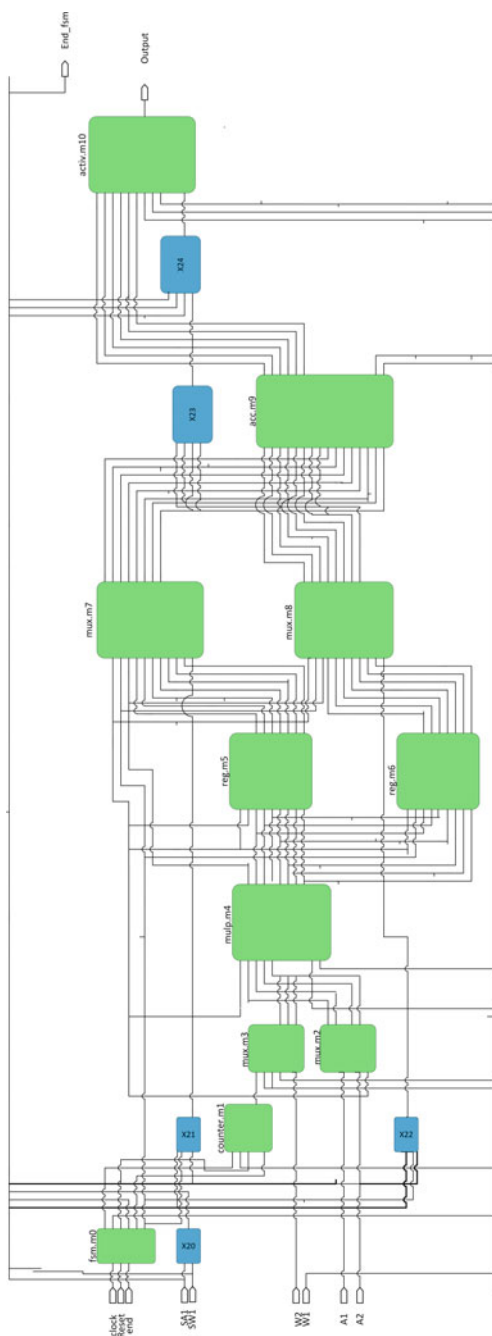 End_fsm
Output
activ.m10
X24
X23
acc.m9
mux.m7
mux.m8
reg.m5
reg.m6
mulp.m4
mux.m3
mux.m2
counter.m1
X21
X22
fsm.m0
X20
clock
Reset
end
SA1
SW1
W2
W1
A1
A2